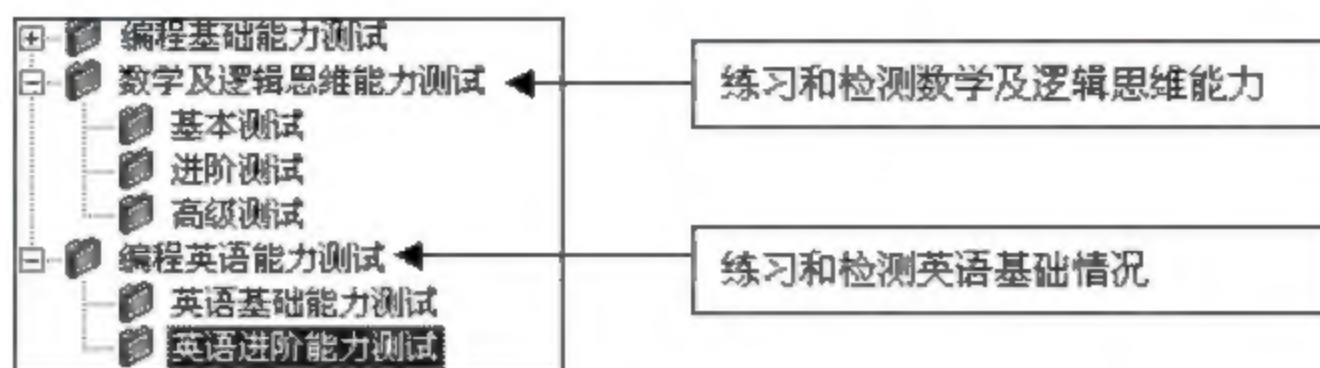 编程基础能力测试
数学及逻辑思维能力测试
练习和检测数学及逻辑思维能力
基本测试
进阶测试
高级测试
编程英语能力测试
练习和检测英语基础情况
英语基础能力测试
英语进阶能力测试